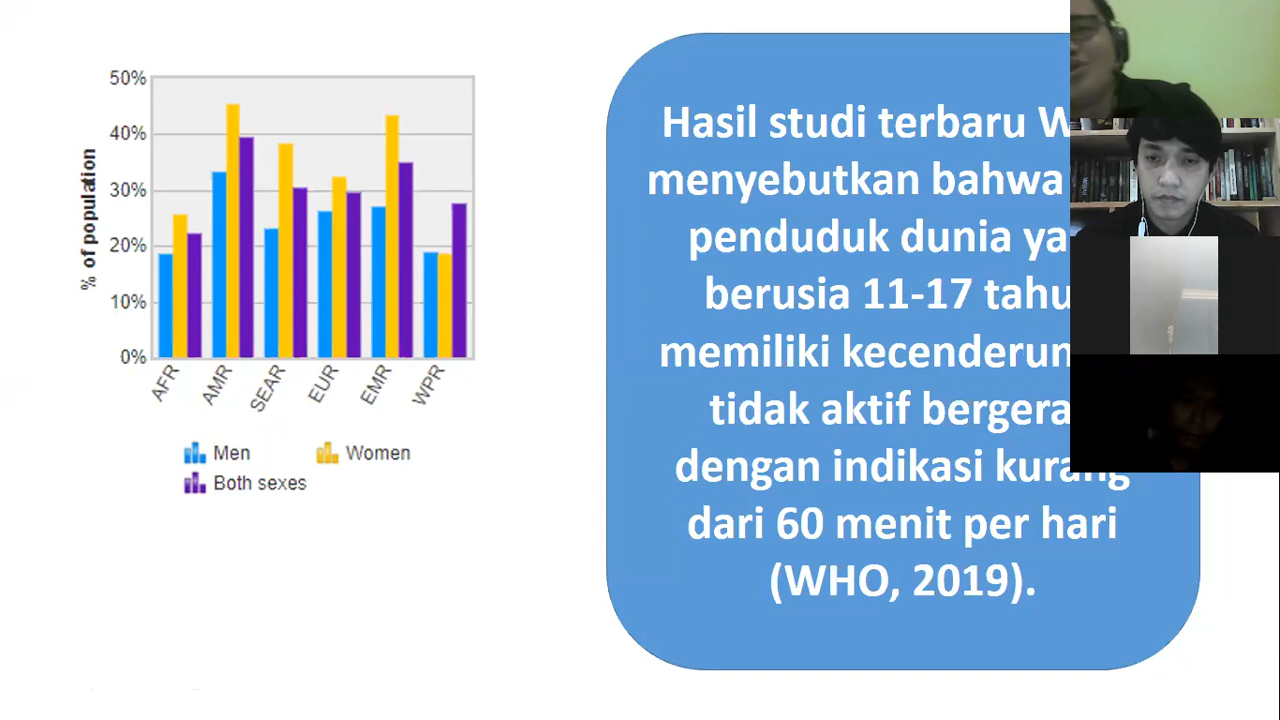 50%
40%
30%
20%
10%
0%
% of population
AFR
AMR
SEAR
EUR
EMR
WPR
Men
Women
Both sexes
Hasil studi terbaru
menyebutkan bahwa
penduduk dunia
berusia 11-17
memiliki
tidak aktif
dengan indikasi kurang
dari 60 menit per hari
(WHO, 2019).